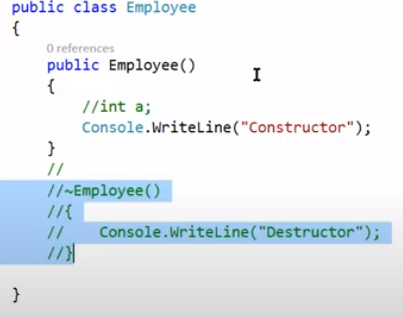 public class Employee
{
0 references
public Employee()
{
//int a;
Console.WriteLine("Constructor");
}
//
//~Employee()
//{
//    Console.WriteLine("Destructor");
//}
}